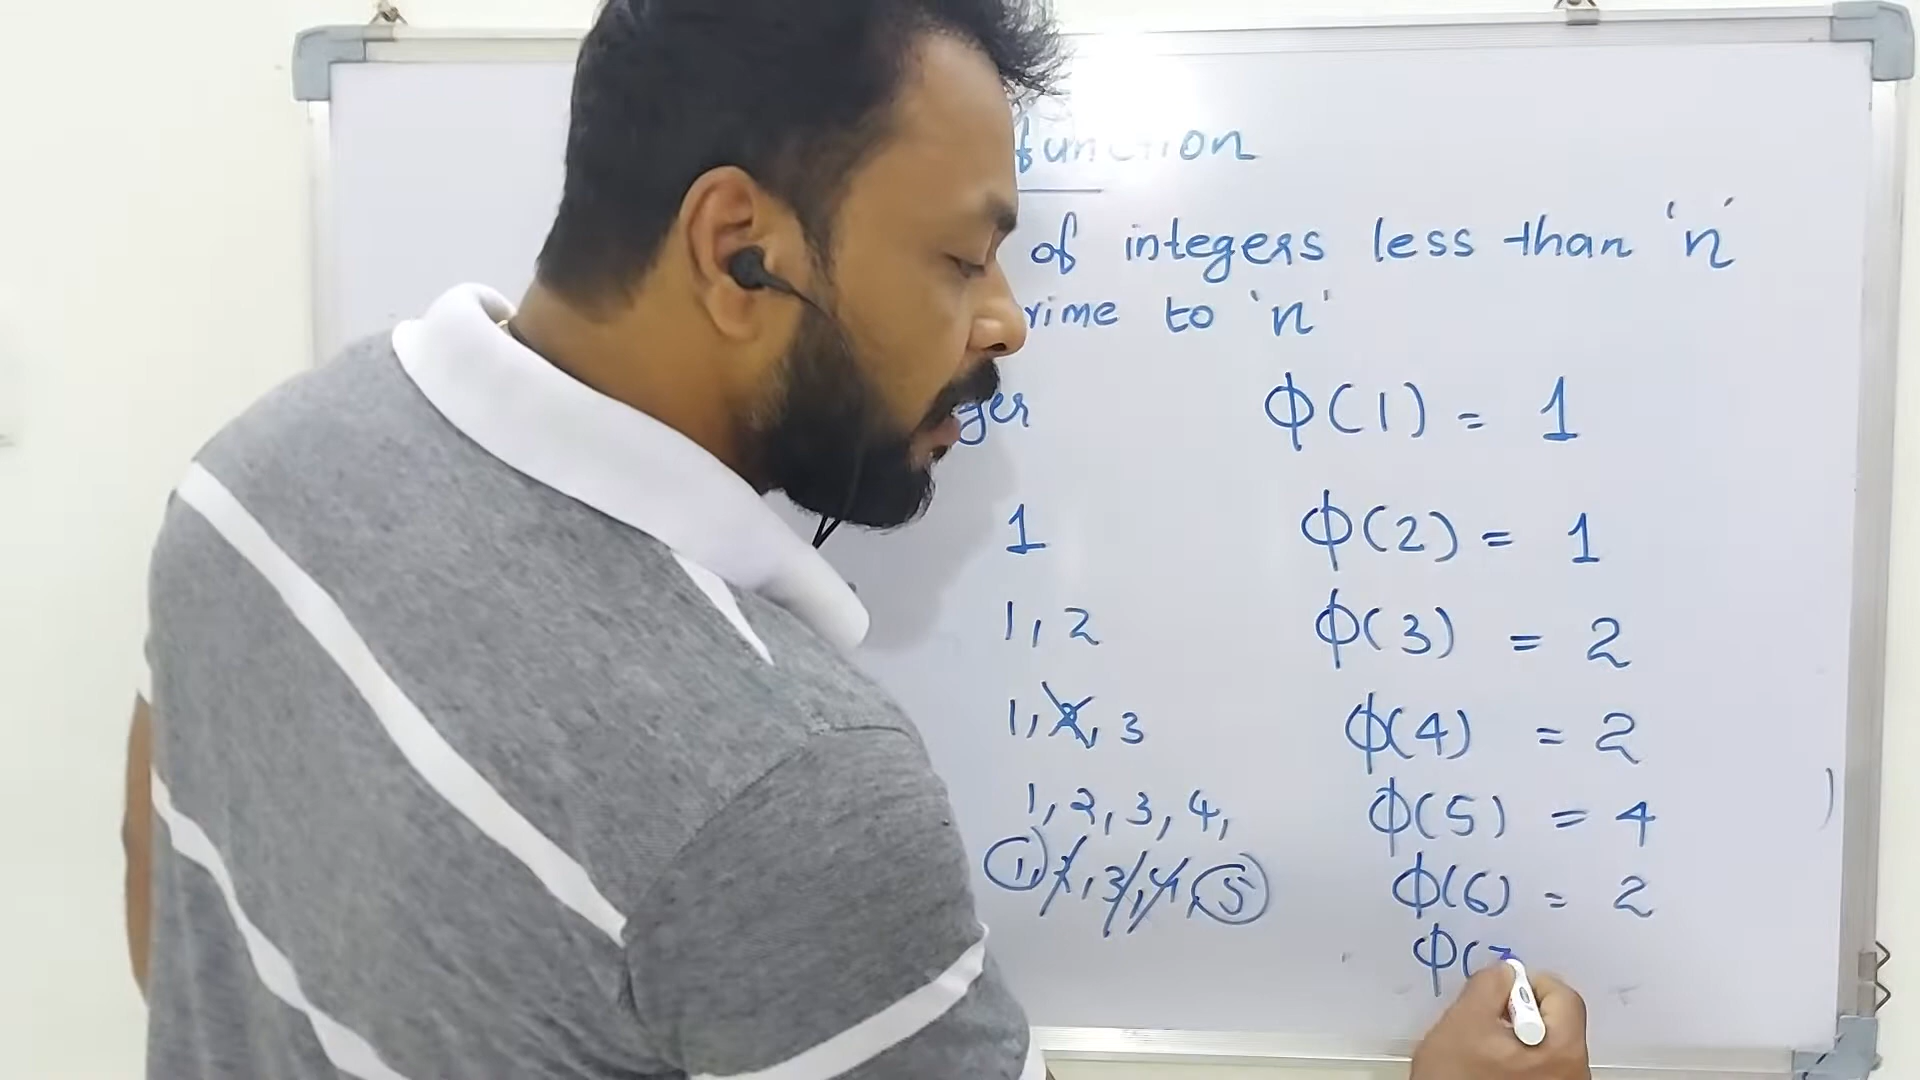 function
of integers less than 'n'
rime to 'n'
ger φ(1) = 1
1 φ(2) = 1
1, 2 φ(3) = 2
1, 2, 3 φ(4) = 2
1, 2, 3, 4, φ(5) = 4
1, 2, 3, 4, 5 φ(6) = 2
φ(